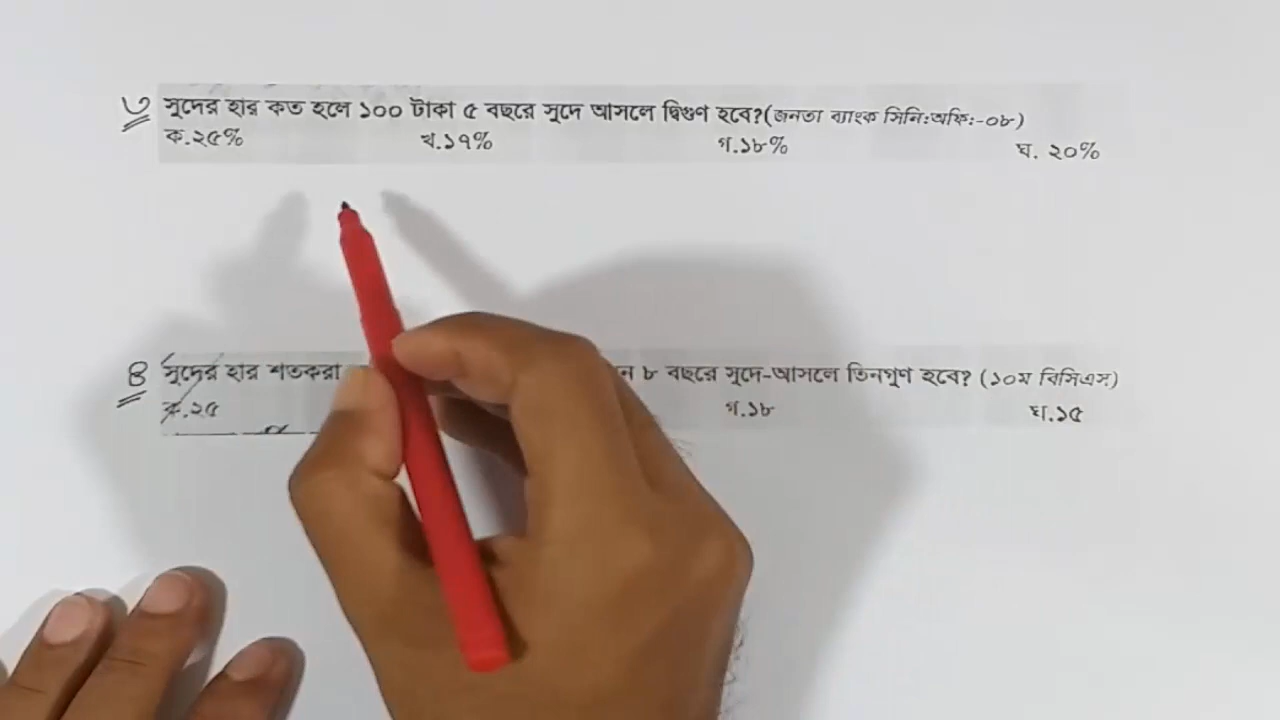 ৩ সুদের হার কত হলে ১০০ টাকা ৫ বছরে সুদে আসলে দ্বিগুণ হবে?(জনতা ব্যাংক সিনি:অফি:-০৮)
ক.২৫% খ.১৭% গ.১৮% ঘ. ২০%
৪ সুদের হার শতকরা ৮ বছরে সুদে-আসলে তিনগুণ হবে? (১০ম বিসিএস)
ক.২৫ গ.১৮ ঘ.১৫